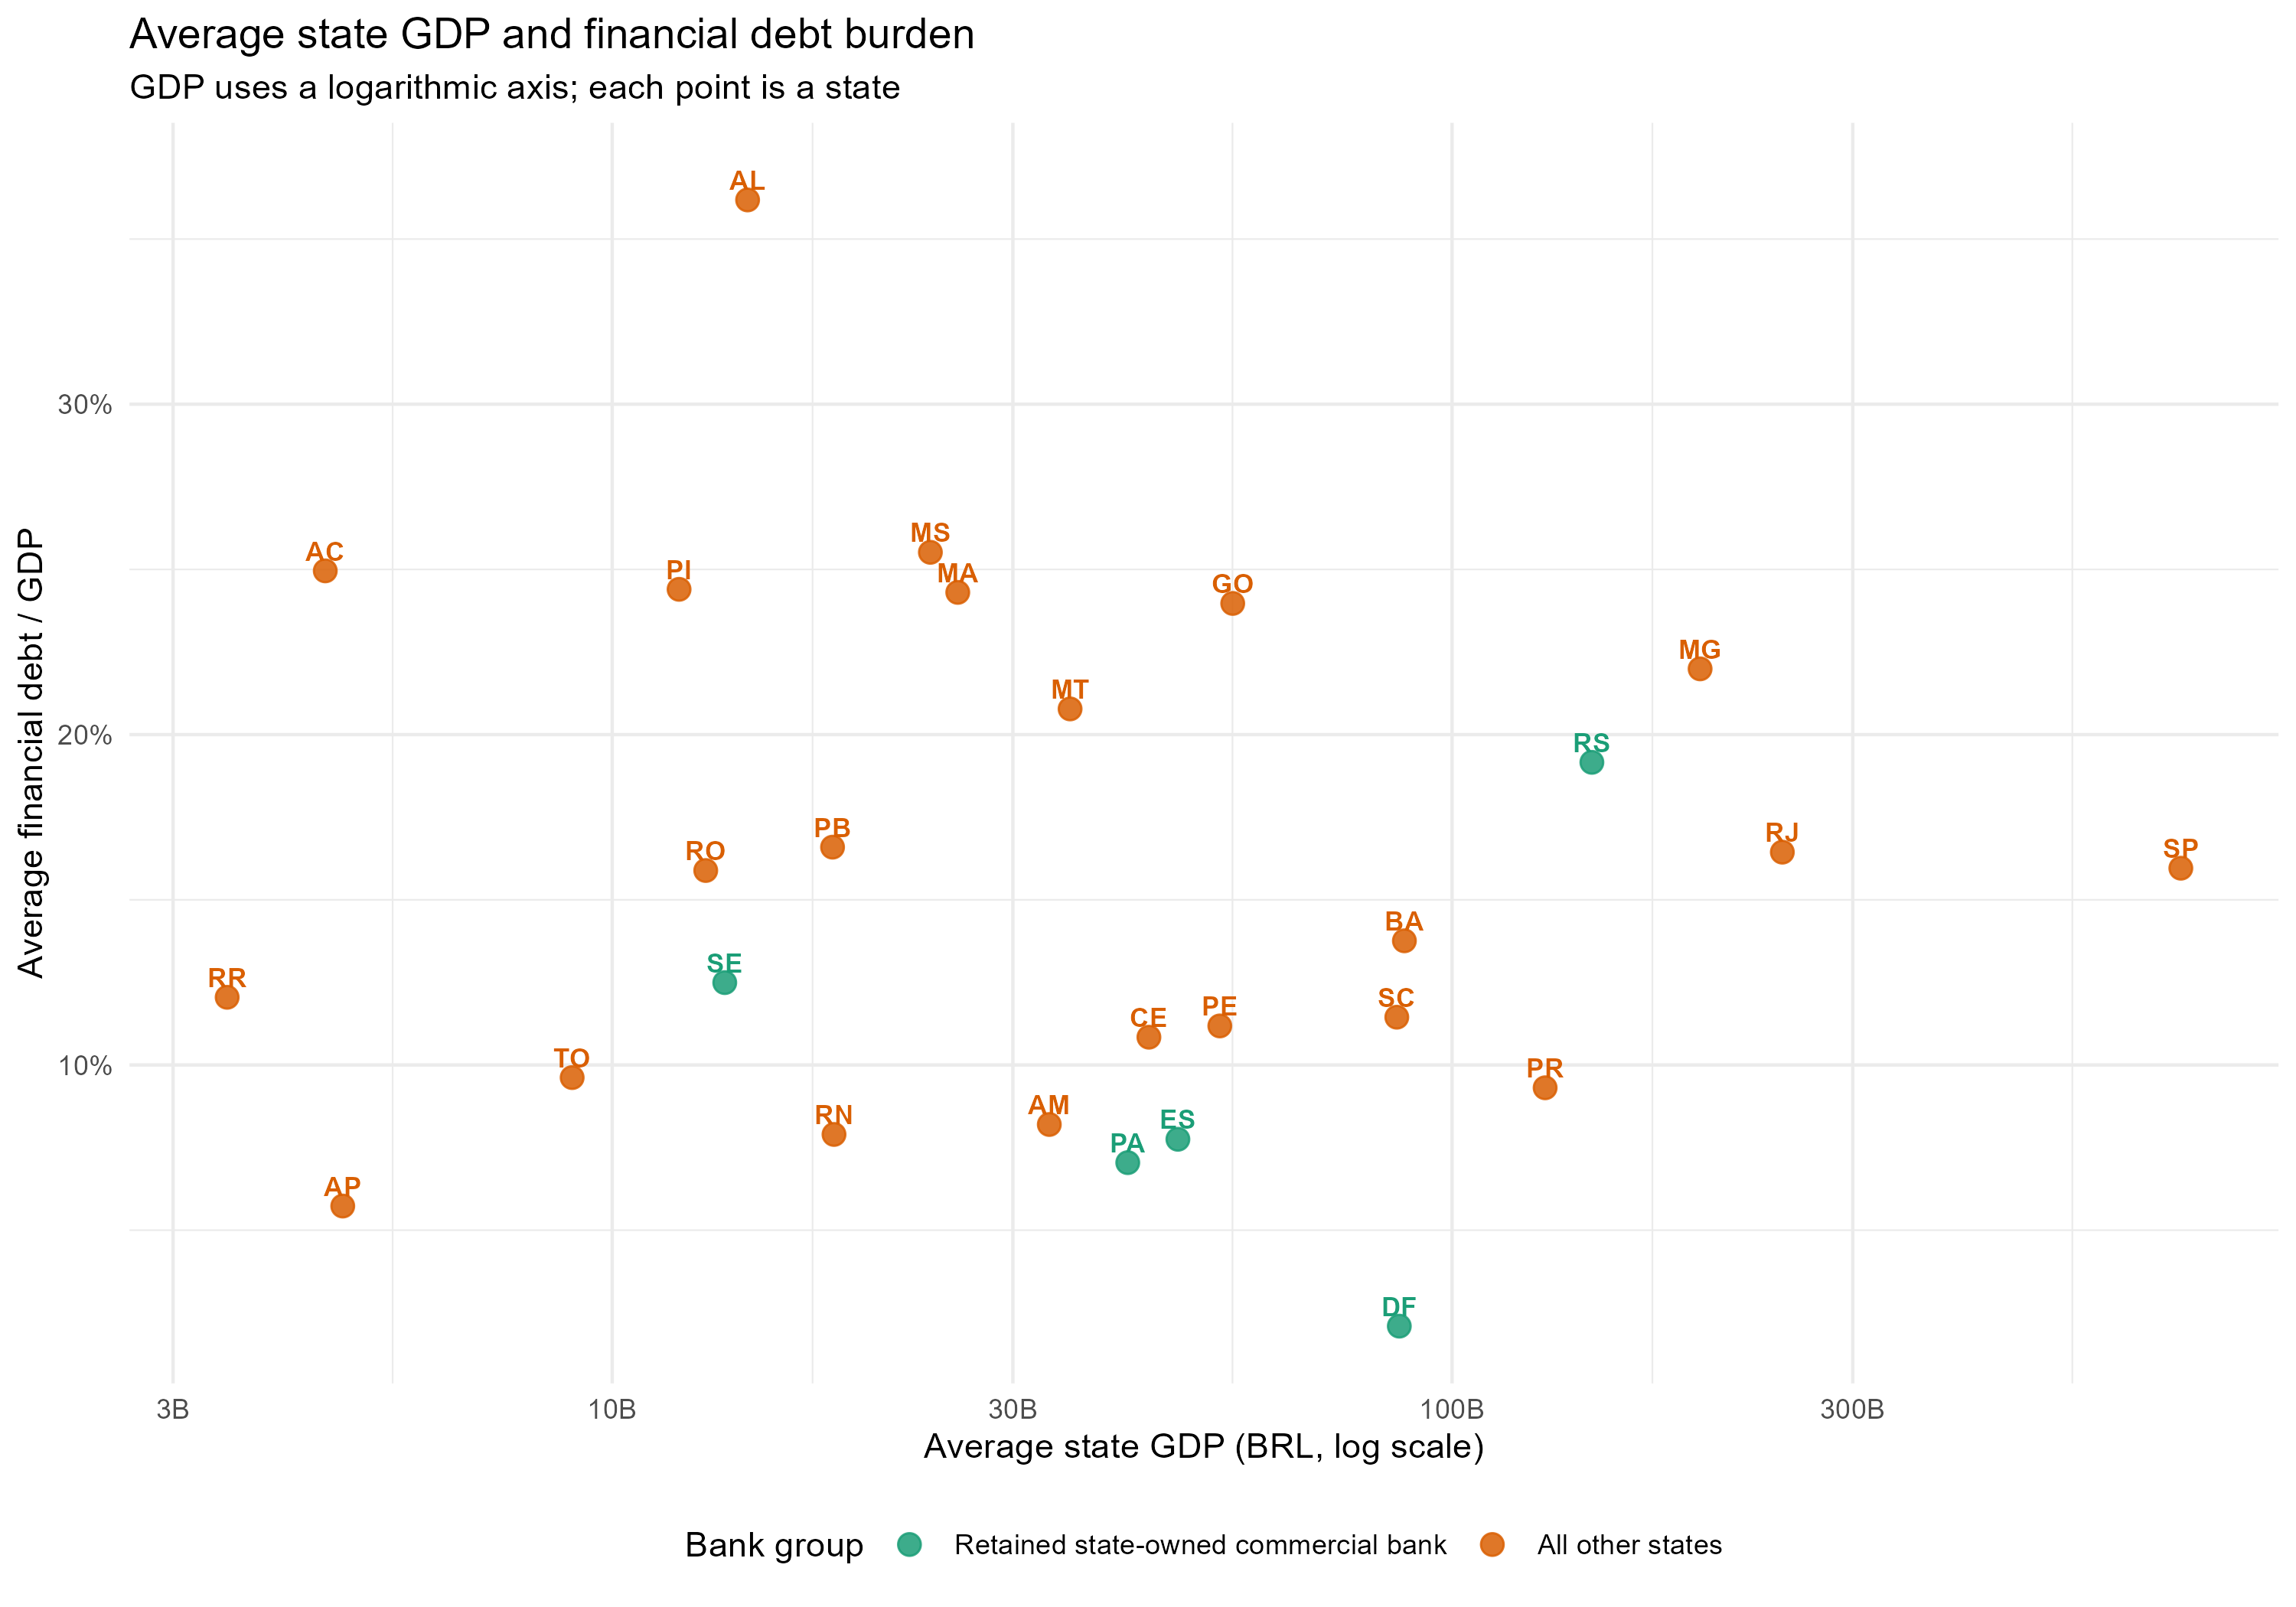 Average state GDP and financial debt burden
GDP uses a logarithmic axis; each point is a state
Average financial debt / GDP
30%
20%
10%
AL
MS
AC
PI
MA
GO
MG
MT
RS
PB
RJ
RO
SP
BA
SE
RR
SC
PE
CE
TO
PR
AM
RN
ES
PA
AP
DF
3B
10B
30B
100B
300B
Average state GDP (BRL, log scale)
Bank group
Retained state-owned commercial bank
All other states